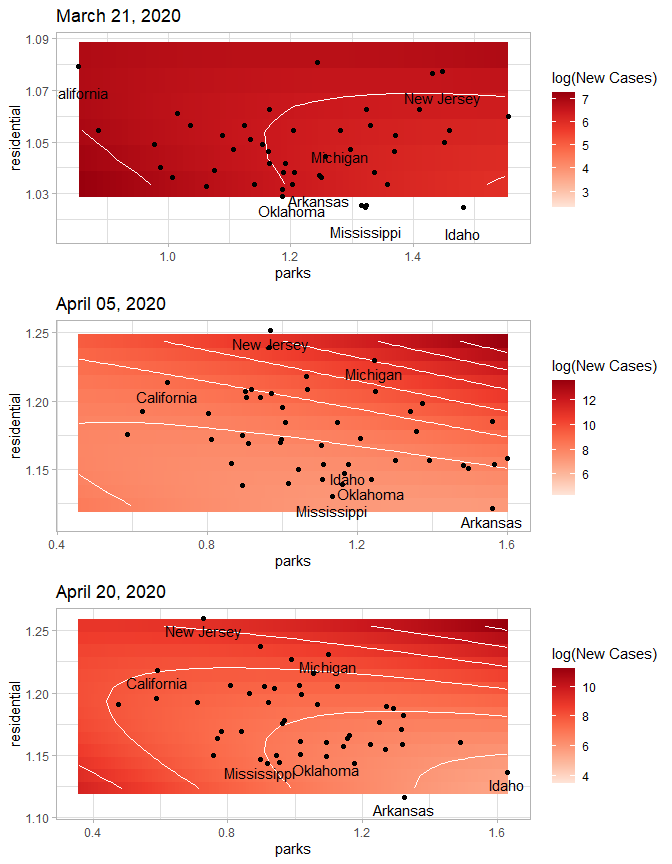 March 21, 2020
1.09
1.07
1.05
1.03
residential
alifornia
New Jersey
Michigan
Arkansas
Oklahoma
Mississippi
Idaho
1.0
1.2
1.4
parks
log(New Cases)
7
6
5
4
3
April 05, 2020
1.25
1.20
1.15
residential
New Jersey
Michigan
California
Idaho
Oklahoma
Mississippi
Arkansas
0.4
0.8
1.2
1.6
parks
log(New Cases)
12
10
8
6
April 20, 2020
1.25
1.20
1.15
1.10
residential
New Jersey
Michigan
California
Mississippi
Oklahoma
Idaho
Arkansas
0.4
0.8
1.2
1.6
parks
log(New Cases)
10
8
6
4